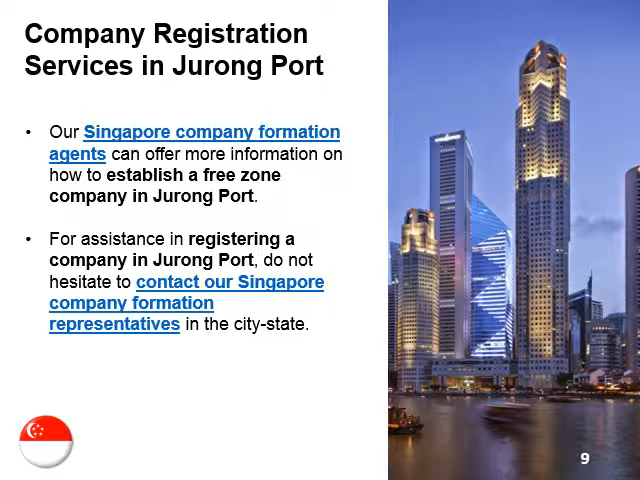 Company Registration
Services in Jurong Port
• Our Singapore company formation
agents can offer more information on
how to establish a free zone
company in Jurong Port.
• For assistance in registering a
company in Jurong Port, do not
hesitate to contact our Singapore
company formation
representatives in the city-state.
9